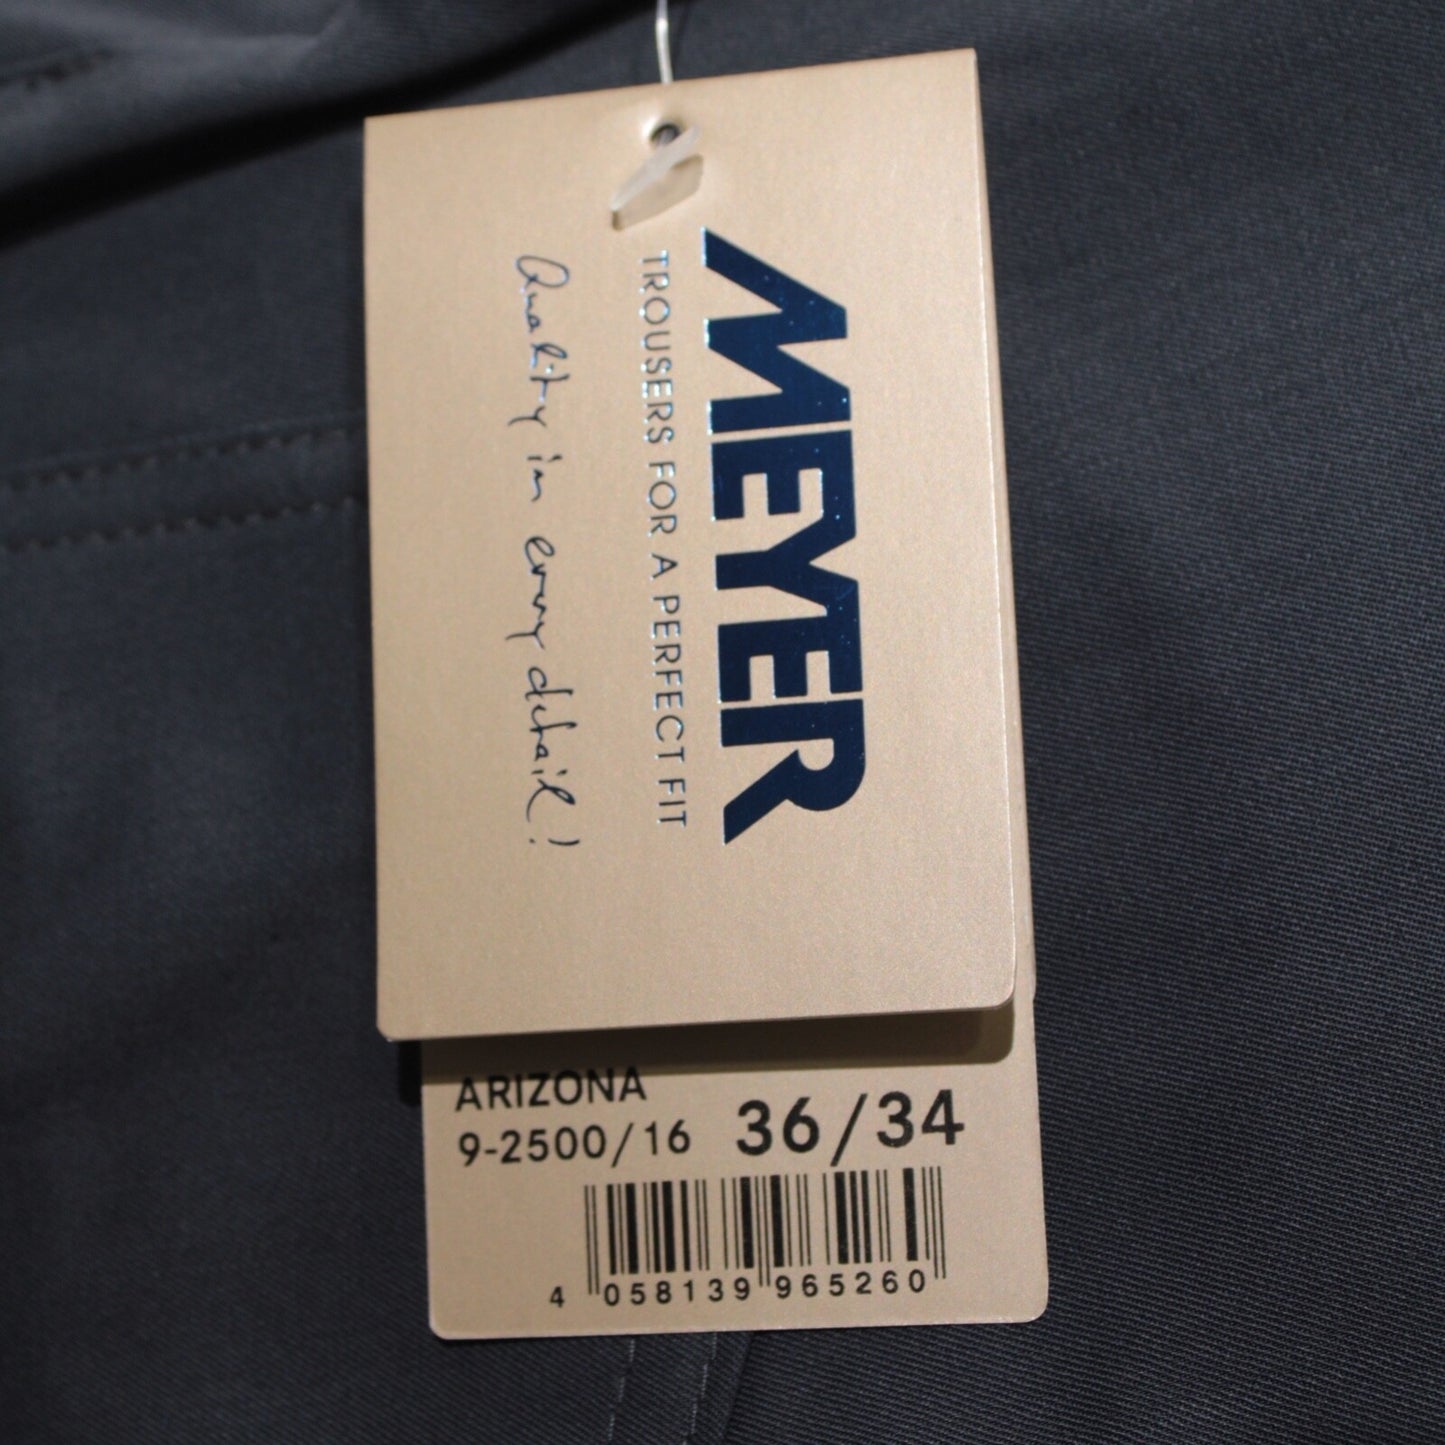 MEYER
TROUSERS FOR A PERFECT FIT
Quality in every detail!
ARIZONA
9-2500/16 36/34
4 058139 965260